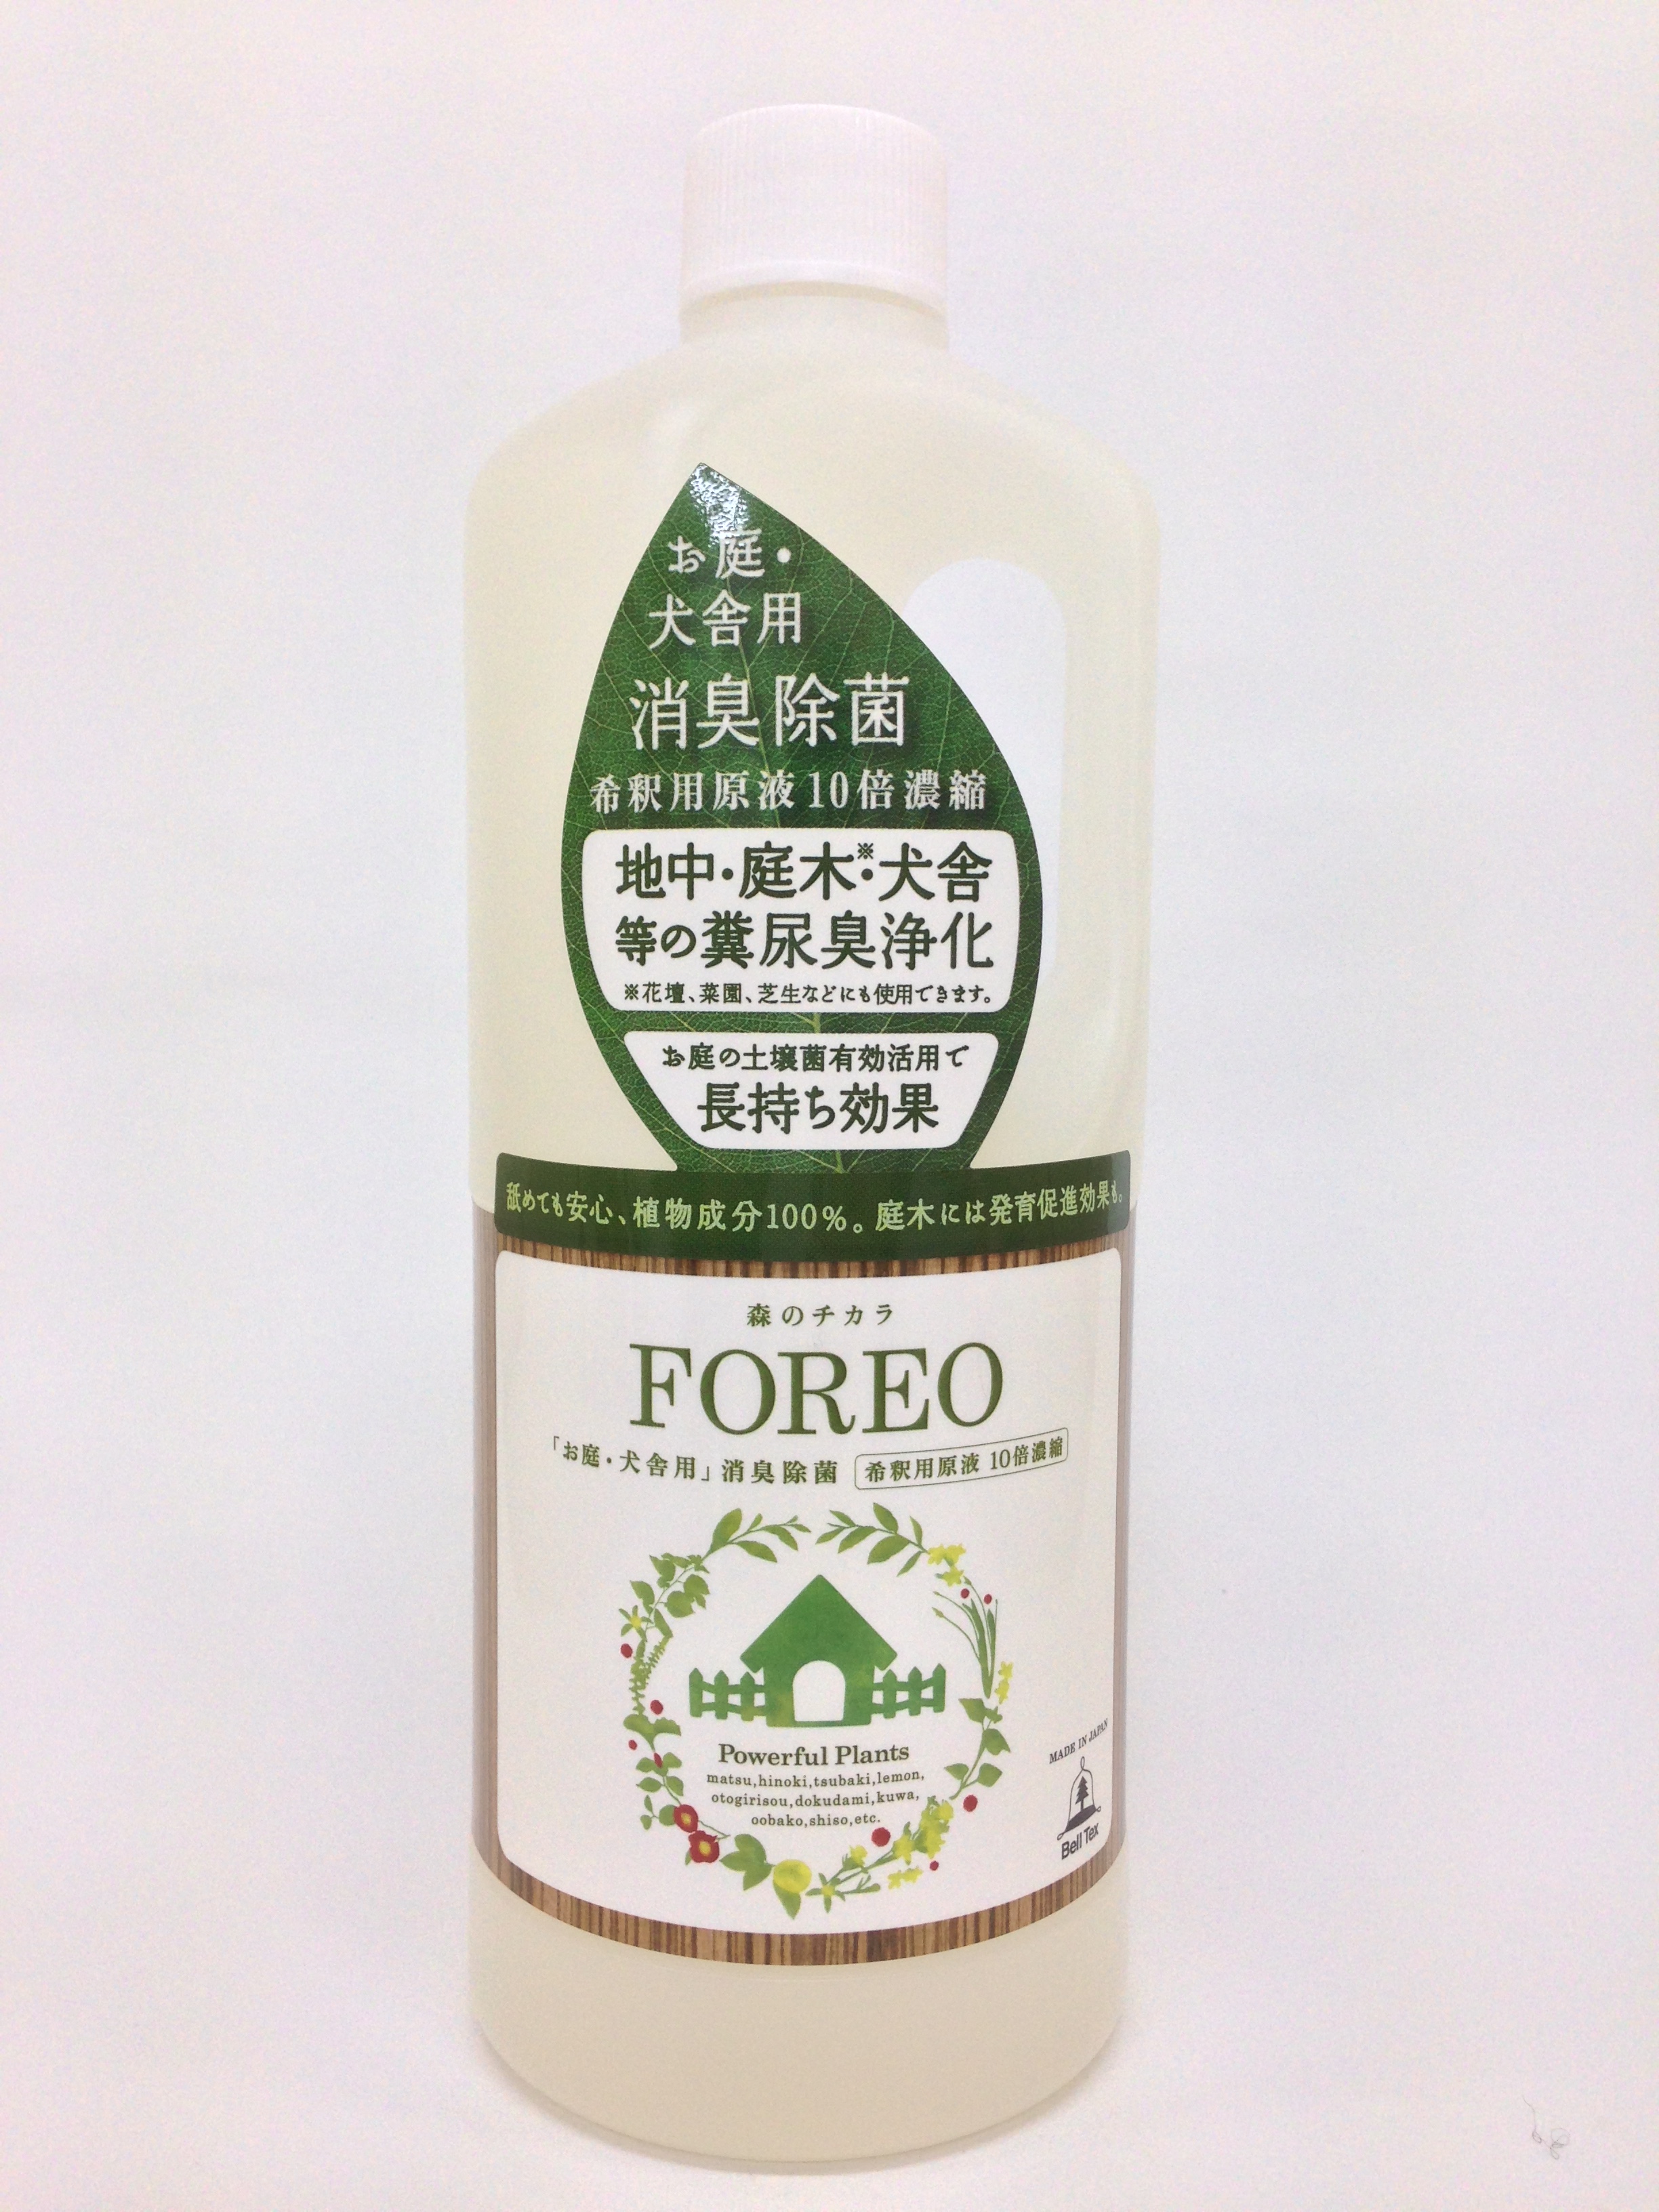 お庭・
犬舎用
消臭除菌
希釈用原液10倍濃縮
地中・庭木※・犬舎
等の糞尿臭浄化
※花壇、菜園、芝生などにも使用できます。
お庭の土壌菌有効活用で
長持ち効果
舐めても安心、植物成分100%。庭木には発育促進効果も。
森のチカラ
FOREO
「お庭・犬舎用」消臭除菌 希釈用原液 10倍濃縮
Powerful Plants
matsu,hinoki,tsubaki,lemon,
otogirisou,dokudami,kuwa,
oobako,shiso,etc.
MADE IN JAPAN
Bell Tex